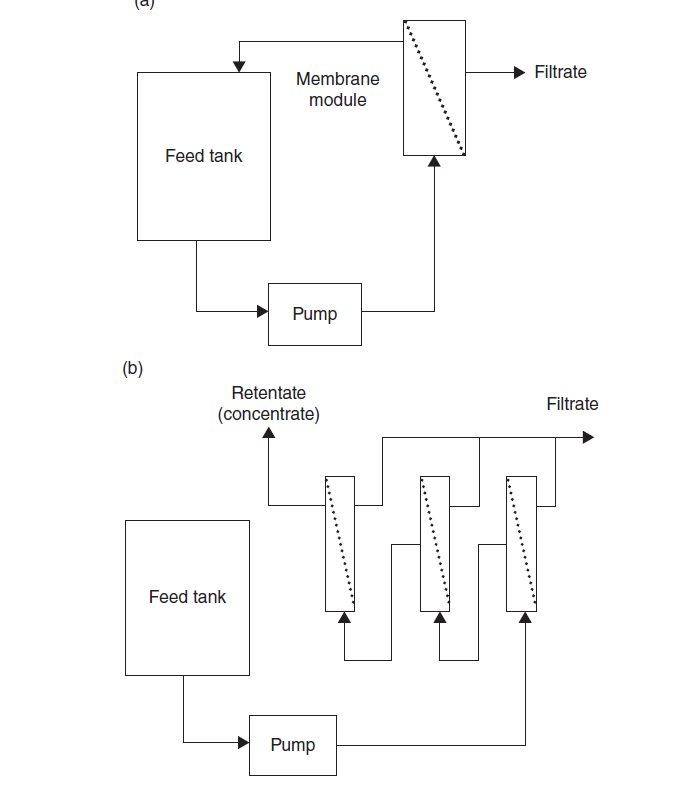 (a)
Membrane
module
Filtrate
Feed tank
Pump
(b)
Retentate
(concentrate)
Filtrate
Feed tank
Pump